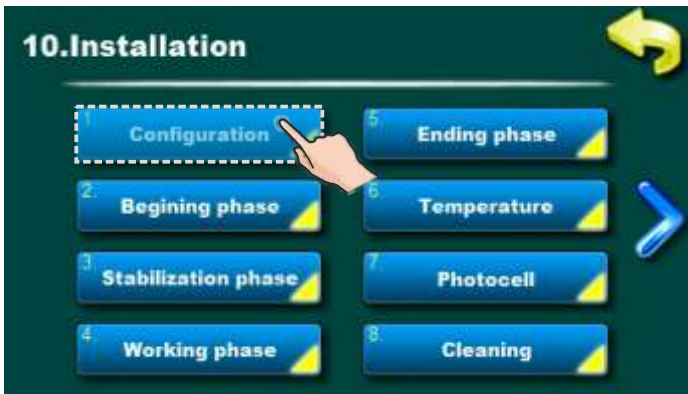 10.Installation
1 Configuration
2. Begining phase
3. Stabilization phase
4 Working phase
5. Ending phase
6. Temperature
7. Photocell
8. Cleaning